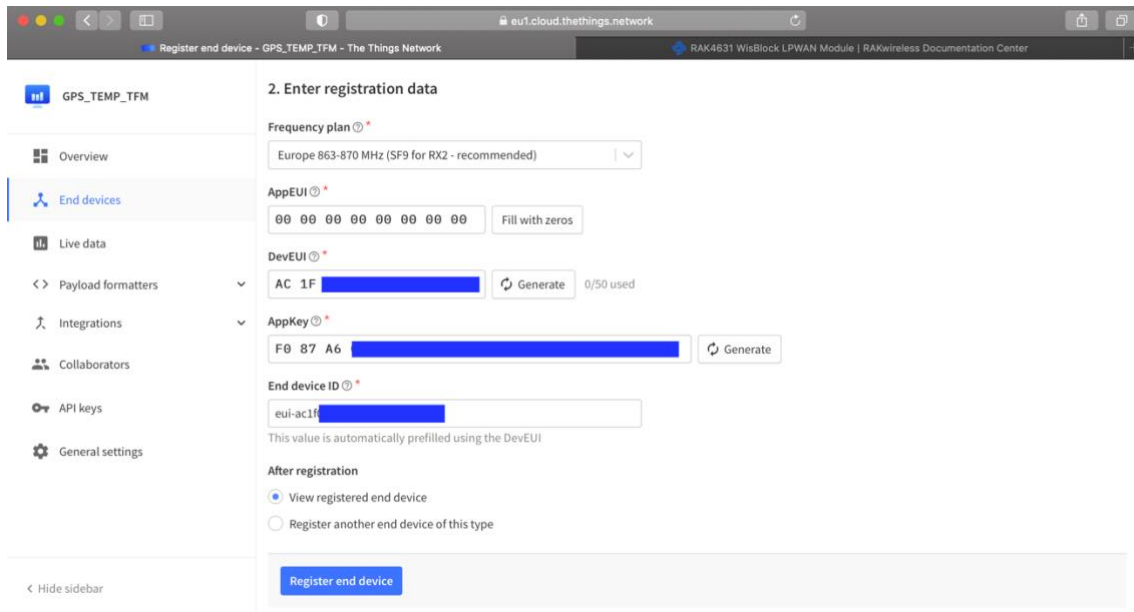 eu1.cloud.thethings.network
Register end device - GPS_TEMP_TFM - The Things Network
RAK4631 WisBlock LPWAN Module | RAKwireless Documentation Center
GPS_TEMP_TFM
Overview
End devices
Live data
Payload formatters
Integrations
Collaborators
API keys
General settings
< Hide sidebar
2. Enter registration data
Frequency plan *
Europe 863-870 MHz (SF9 for RX2 - recommended)
AppEUI *
00 00 00 00 00 00 00 00 Fill with zeros
DevEUI *
AC 1F Generate 0/50 used
AppKey *
F0 87 A6 Generate
End device ID *
eui-ac1f
This value is automatically prefilled using the DevEUI
After registration
View registered end device
Register another end device of this type
Register end device